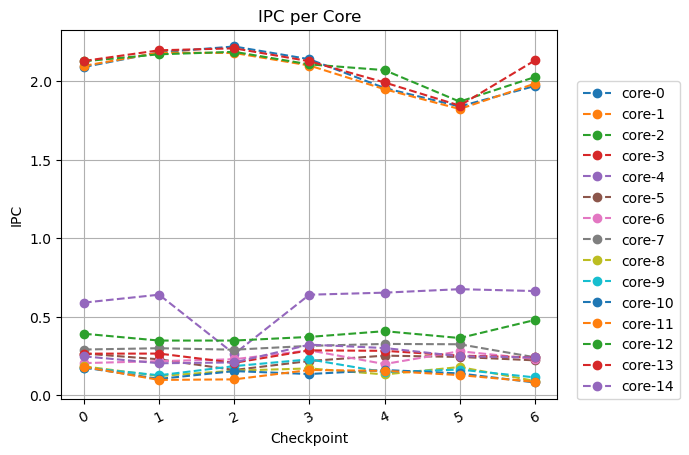 IPC per Core
IPC
2.0
1.5
1.0
0.5
0.0
0
1
2
3
4
5
6
Checkpoint
core-0
core-1
core-2
core-3
core-4
core-5
core-6
core-7
core-8
core-9
core-10
core-11
core-12
core-13
core-14